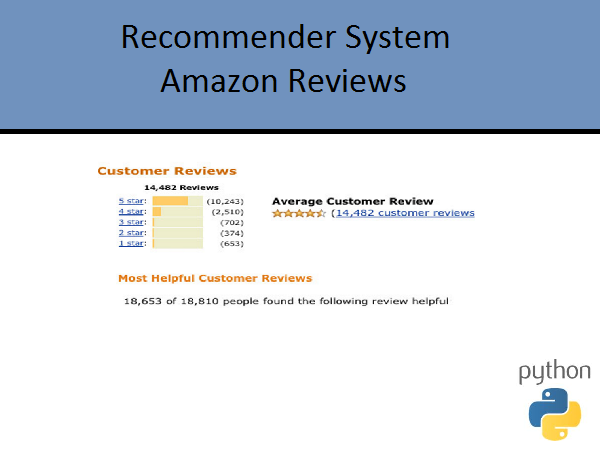 Recommender System
Amazon Reviews
Customer Reviews
14,482 Reviews
5 star: (10,243)
4 star: (2,510)
3 star: (702)
2 star: (374)
1 star: (653)
Average Customer Review
(14,482 customer reviews
Most Helpful Customer Reviews
18,653 of 18,810 people found the following review helpful
python